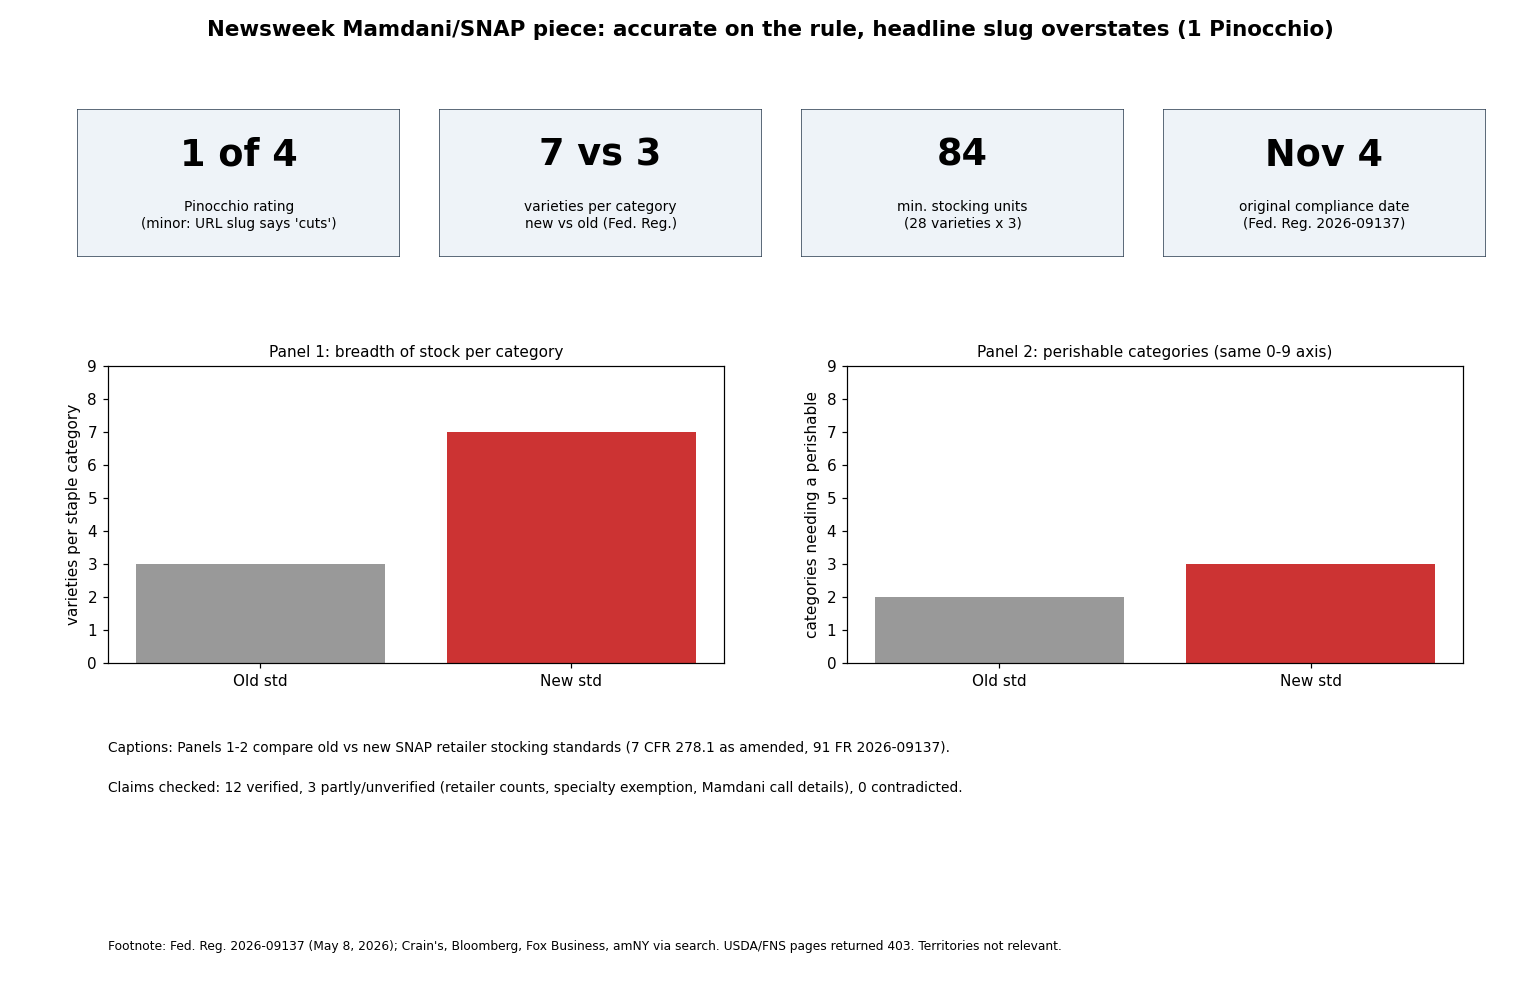 Newsweek Mamdani/SNAP piece: accurate on the rule, headline slug overstates (1 Pinocchio)
1 of 4
Pinocchio rating
(minor: URL slug says 'cuts')
7 vs 3
varieties per category
new vs old (Fed. Reg.)
84
min. stocking units
(28 varieties x 3)
Nov 4
original compliance date
(Fed. Reg. 2026-09137)
Panel 1: breadth of stock per category
varieties per staple category
9
8
7
6
5
4
3
2
1
0
Old std
New std
Panel 2: perishable categories (same 0-9 axis)
categories needing a perishable
9
8
7
6
5
4
3
2
1
0
Old std
New std
Captions: Panels 1-2 compare old vs new SNAP retailer stocking standards (7 CFR 278.1 as amended, 91 FR 2026-09137).
Claims checked: 12 verified, 3 partly/unverified (retailer counts, specialty exemption, Mamdani call details), 0 contradicted.
Footnote: Fed. Reg. 2026-09137 (May 8, 2026); Crain's, Bloomberg, Fox Business, amNY via search. USDA/FNS pages returned 403. Territories not relevant.